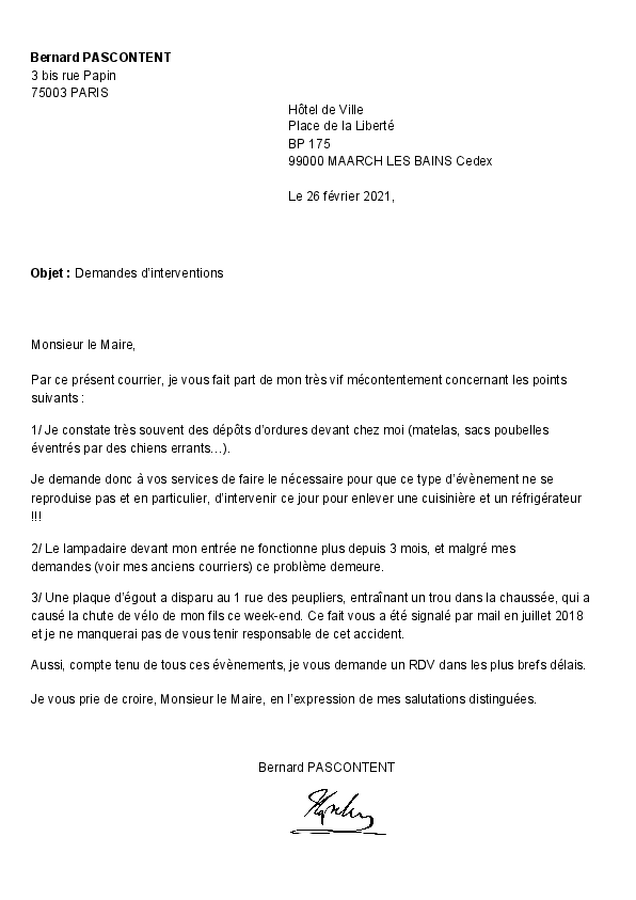 Bernard PASCONTENT
3 bis rue Papin
75003 PARIS
Hôtel de Ville
Place de la Liberté
BP 175
99000 MAARCH LES BAINS Cedex
Le 26 février 2021,
Objet : Demandes d'interventions
Monsieur le Maire,
Par ce présent courrier, je vous fait part de mon très vif mécontentement concernant les points
suivants :
1/ Je constate très souvent des dépôts d'ordures devant chez moi (matelas, sacs poubelles
éventrés par des chiens errants…).
Je demande donc à vos services de faire le nécessaire pour que ce type d'évènement ne se
reproduise pas et en particulier, d'intervenir ce jour pour enlever une cuisinière et un réfrigérateur
!!!
2/ Le lampadaire devant mon entrée ne fonctionne plus depuis 3 mois, et malgré mes
demandes (voir mes anciens courriers) ce problème demeure.
3/ Une plaque d'égout a disparu au 1 rue des peupliers, entraînant un trou dans la chaussée, qui a
causé la chute de vélo de mon fils ce week-end. Ce fait vous a été signalé par mail en juillet 2018
et je ne manquerai pas de vous tenir responsable de cet accident.
Aussi, compte tenu de tous ces évènements, je vous demande un RDV dans les plus brefs délais.
Je vous prie de croire, Monsieur le Maire, en l'expression de mes salutations distinguées.
Bernard PASCONTENT